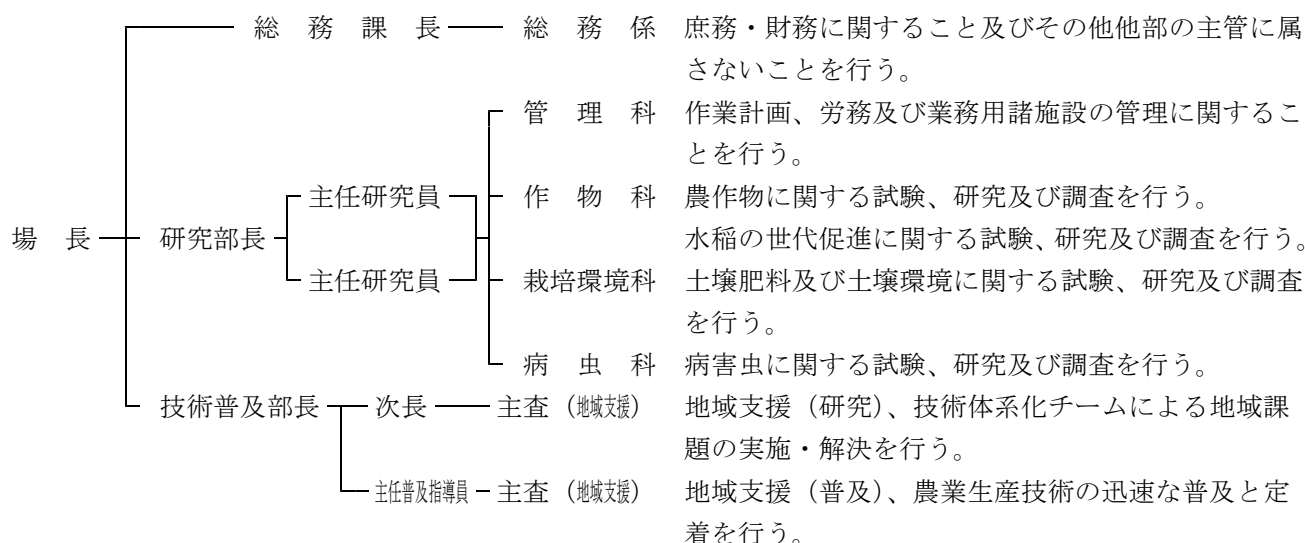 総務課長 総務係 庶務・財務に関すること及びその他他部の主管に属
さないことを行う。
管理科 作業計画、労務及び業務用諸施設の管理に関するこ
とを行う。
主任研究員 作物科 農作物に関する試験、研究及び調査を行う。
場長 研究部長 水稲の世代促進に関する試験、研究及び調査を行う。
主任研究員 栽培環境科 土壌肥料及び土壌環境に関する試験、研究及び調査
を行う。
病虫科 病害虫に関する試験、研究及び調査を行う。
技術普及部長 次長 主査（地域支援） 地域支援（研究）、技術体系化チームによる地域課
題の実施・解決を行う。
主任普及指導員 主査（地域支援） 地域支援（普及）、農業生産技術の迅速な普及と定
着を行う。